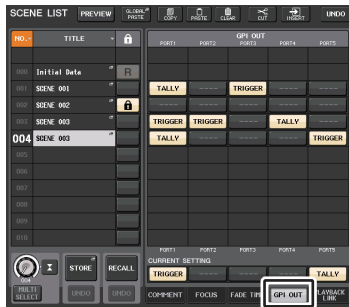 SCENE LIST PREVIEW GLOBAL PASTE COPY PASTE CLEAR CUT INSERT UNDO
NO. TITLE GPI OUT
PORT1 PORT2 PORT3 PORT4 PORT5
000 Initial Data R
001 SCENE 001 TALLY ---- TRIGGER ---- ----
002 SCENE 002 ---- ---- ---- ---- ----
003 SCENE 003 TRIGGER TRIGGER ---- TALLY ----
004 SCENE 003 TALLY ---- ---- ---- TRIGGER
005
006
007
008
009
010
PORT1 PORT2 PORT3 PORT4 PORT5
CURRENT SETTING
STORE RECALL TRIGGER ---- ---- ---- TALLY
004
MULTI SELECT UNDO UNDO COMMENT FOCUS FADE TIM GPI OUT LAYBACK LINK